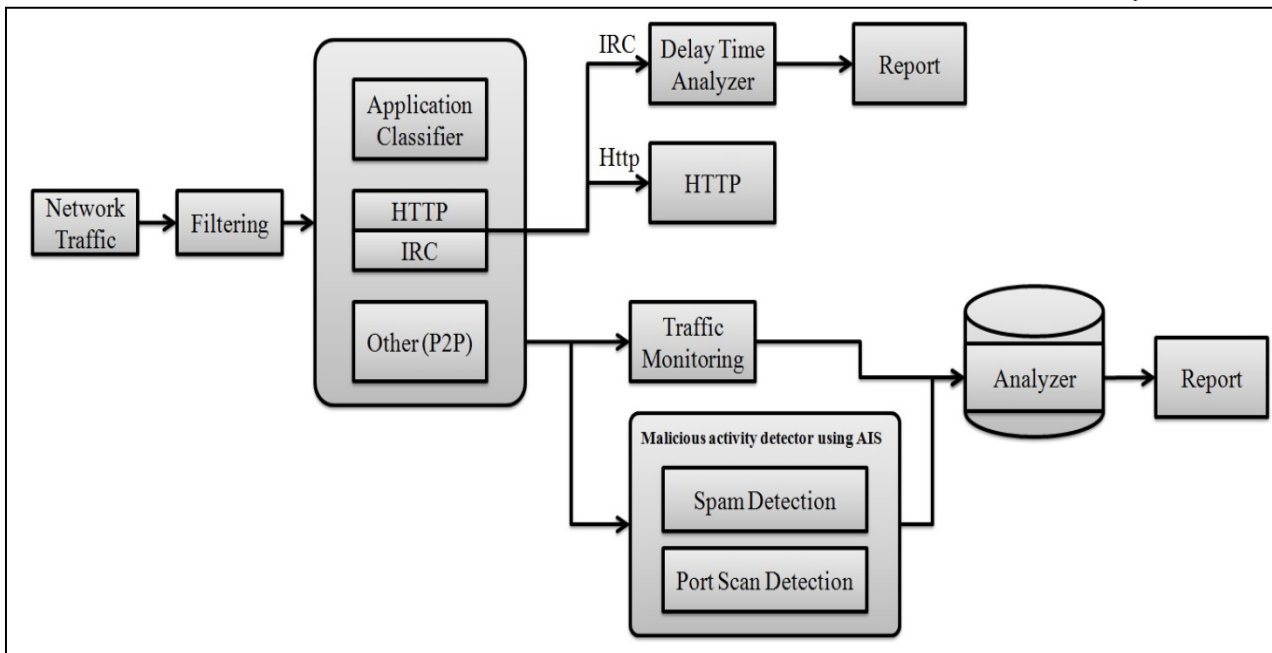 Network
Traffic
Filtering
Application
Classifier
HTTP
IRC
Other (P2P)
IRC
Delay Time
Analyzer
Report
Http
HTTP
Traffic
Monitoring
Malicious activity detector using AIS
Spam Detection
Port Scan Detection
Analyzer
Report